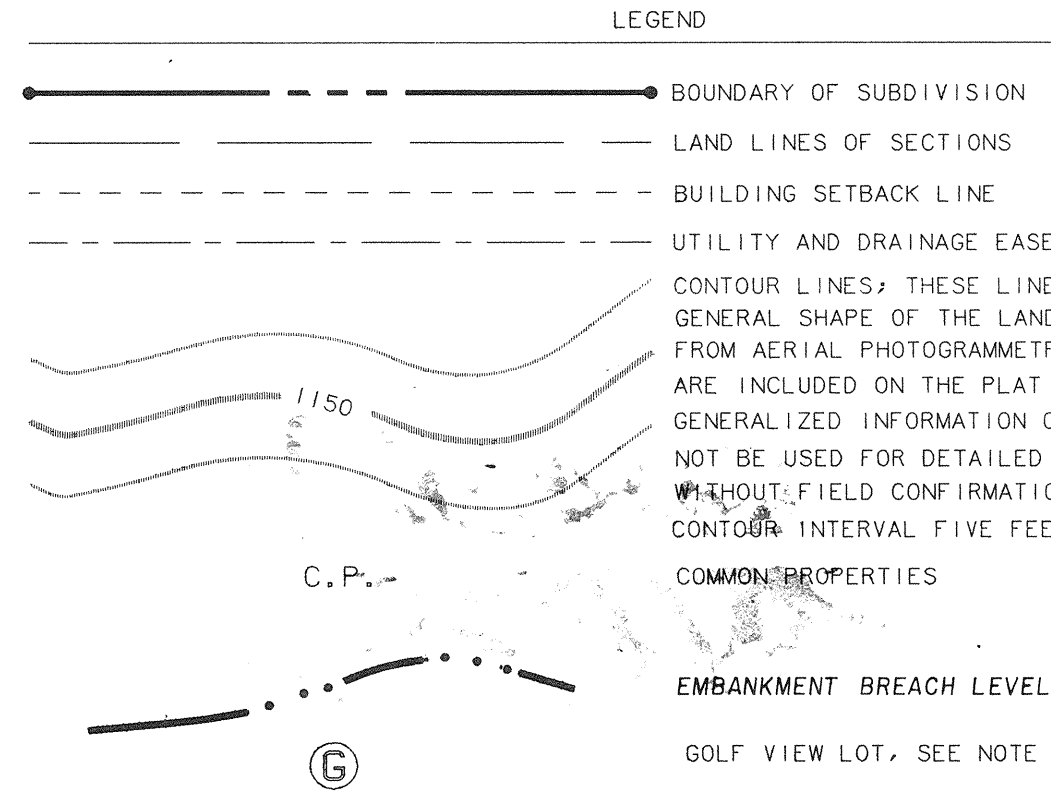 LEGEND
BOUNDARY OF SUBDIVISION
LAND LINES OF SECTIONS
BUILDING SETBACK LINE
UTILITY AND DRAINAGE EASE
CONTOUR LINES; THESE LINE
GENERAL SHAPE OF THE LAND
FROM AERIAL PHOTOGRAMMETR
ARE INCLUDED ON THE PLAT
1150
GENERALIZED INFORMATION
NOT BE USED FOR DETAILED
WITHOUT FIELD CONFIRMATIO
CONTOUR INTERVAL FIVE FEE
C.P. COMMON PROPERTIES
EMBANKMENT BREACH LEVEL
G GOLF VIEW LOT, SEE NOTE